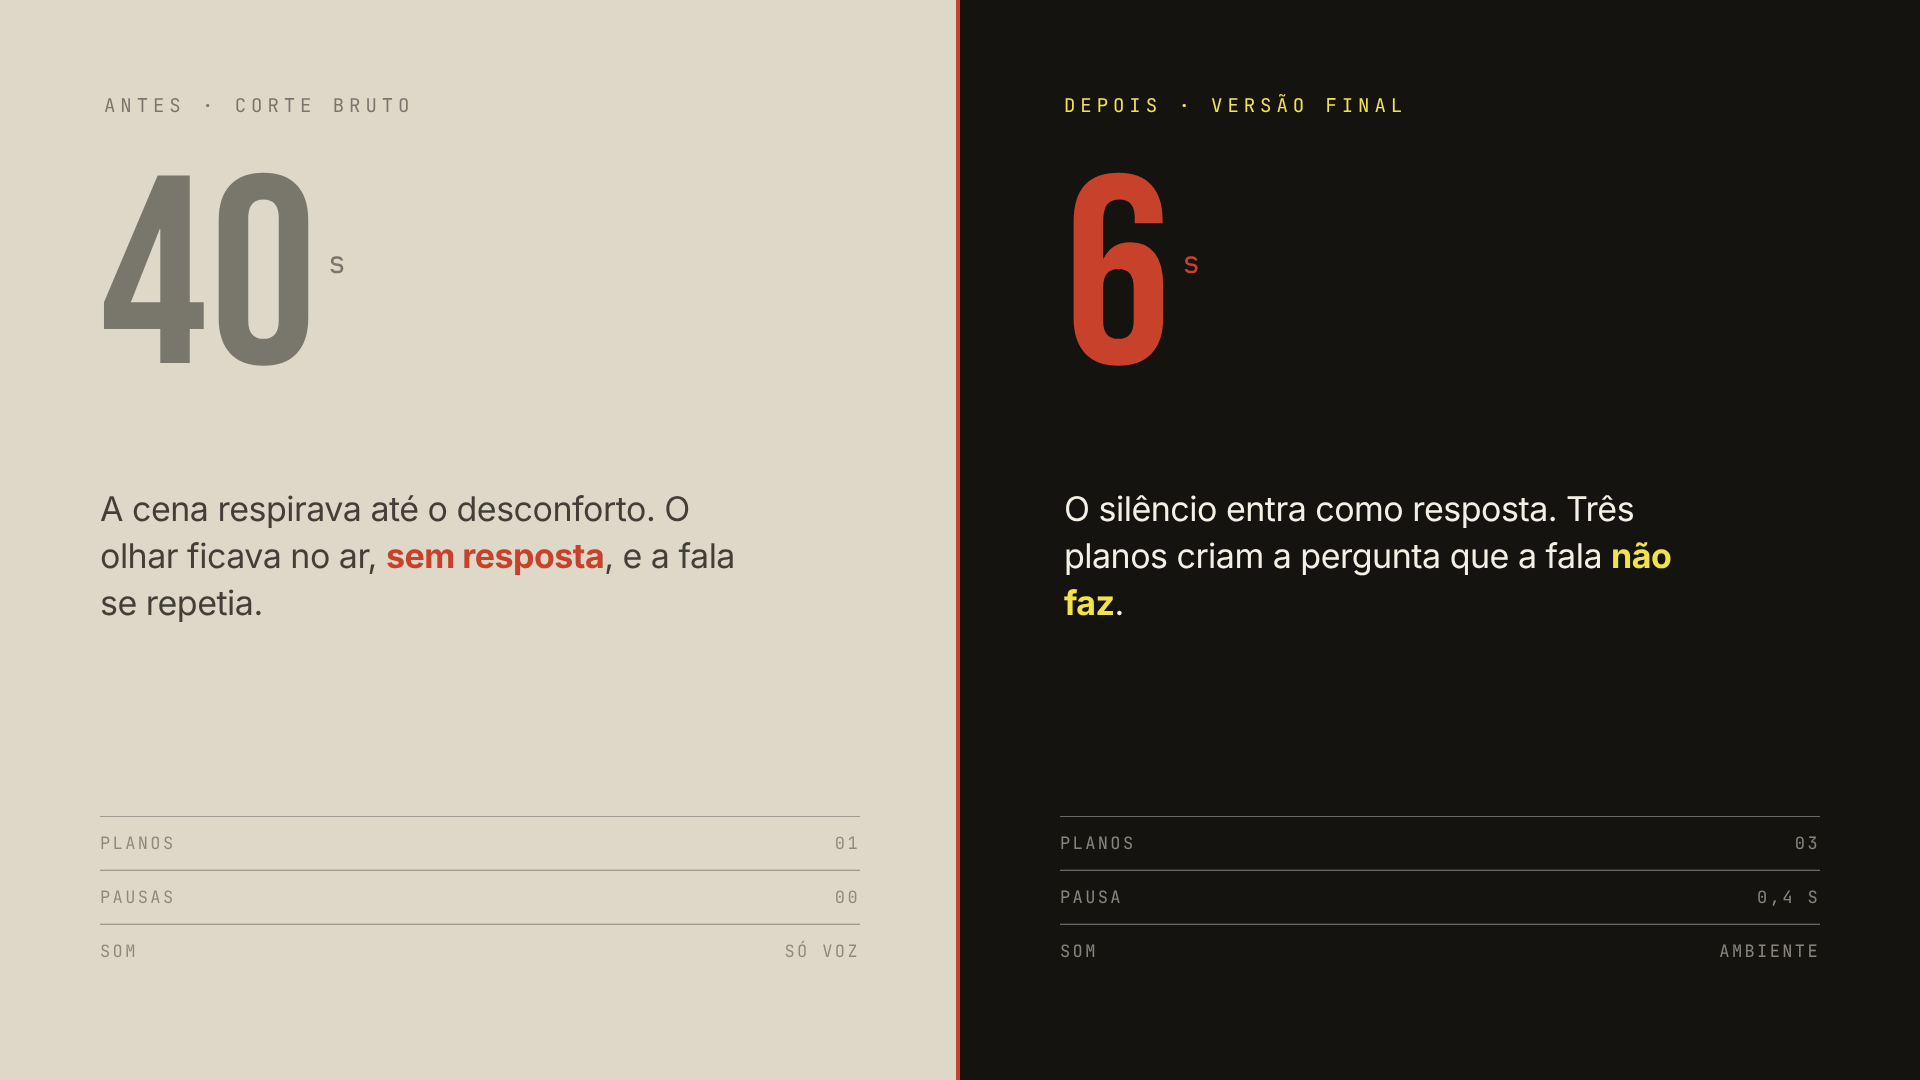 ANTES · CORTE BRUTO
40 s
A cena respirava até o desconforto. O
olhar ficava no ar, sem resposta, e a fala
se repetia.
PLANOS 01
PAUSAS 00
SOM SÓ VOZ
DEPOIS · VERSÃO FINAL
6 s
O silêncio entra como resposta. Três
planos criam a pergunta que a fala não
faz.
PLANOS 03
PAUSA 0,4 S
SOM AMBIENTE